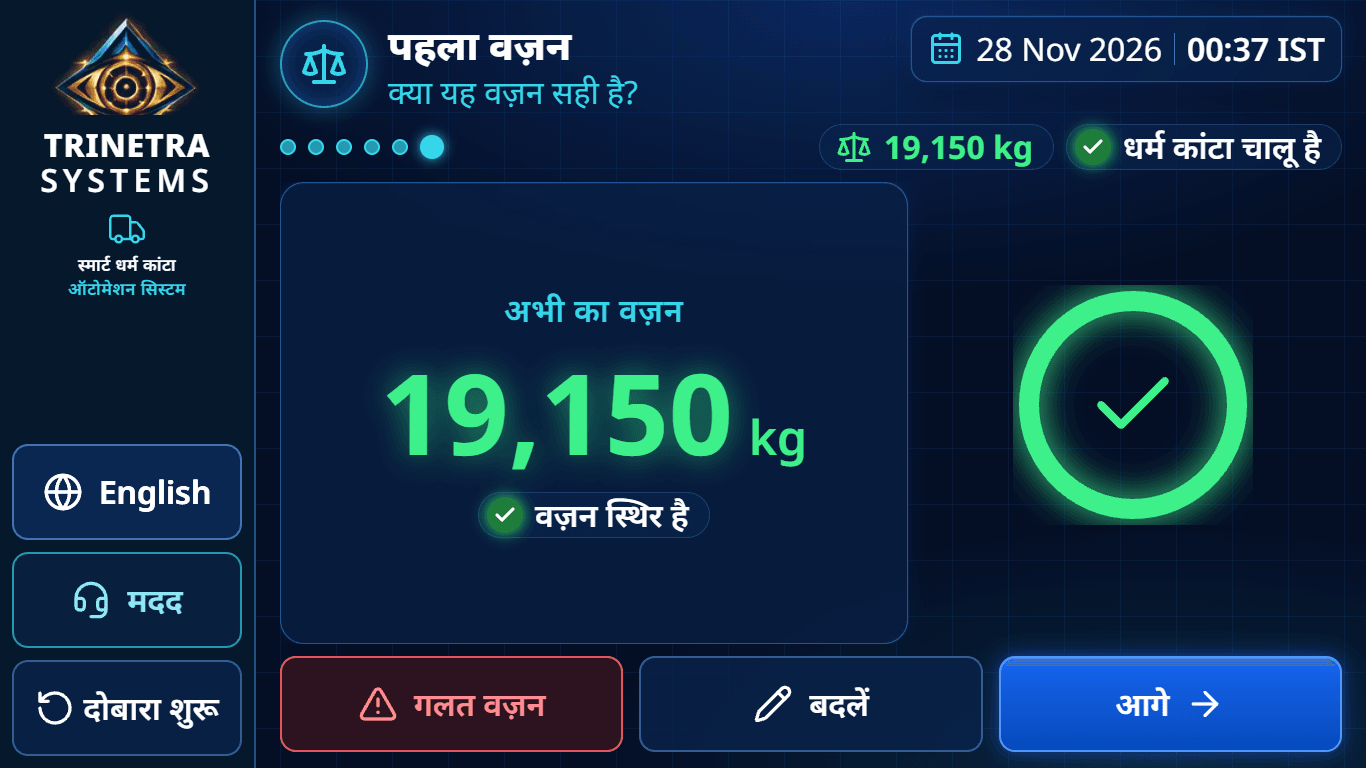 TRINETRA
SYSTEMS
स्मार्ट धर्म कांटा
ऑटोमेशन सिस्टम
English
मदद
दोबारा शुरू
पहला वज़न
क्या यह वज़न सही है?
28 Nov 2026 00:37 IST
19,150 kg
धर्म कांटा चालू है
अभी का वज़न
19,150 kg
वज़न स्थिर है
गलत वज़न
बदलें
आगे